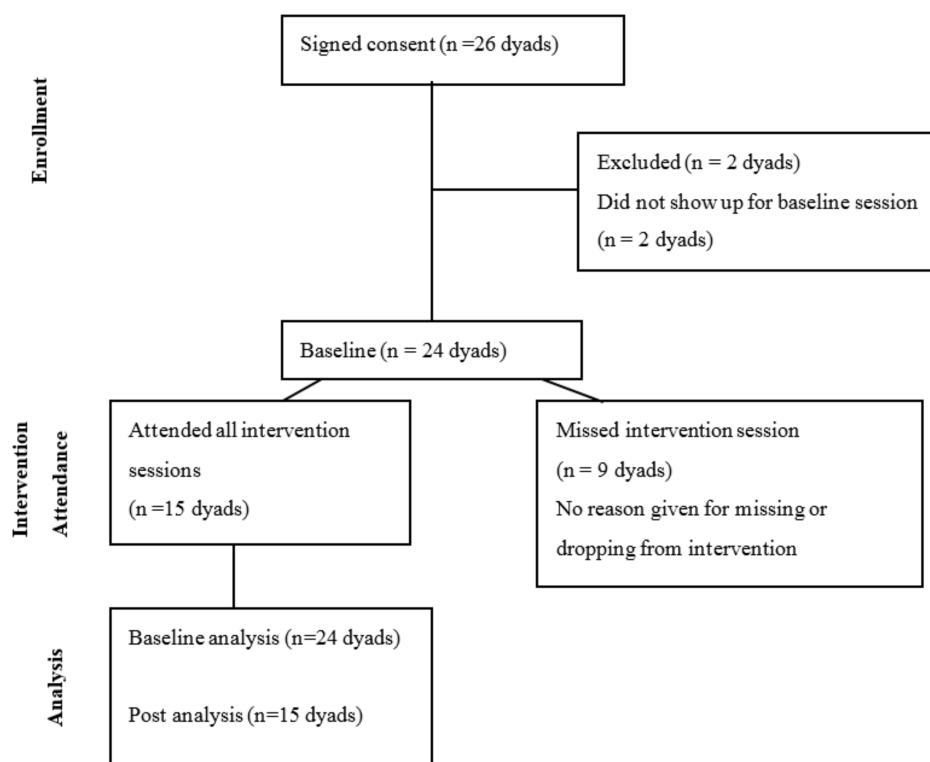 Enrollment
Signed consent (n =26 dyads)
Excluded (n = 2 dyads)
Did not show up for baseline session
(n = 2 dyads)
Baseline (n = 24 dyads)
Intervention
Attendance
Attended all intervention
sessions
(n =15 dyads)
Missed intervention session
(n = 9 dyads)
No reason given for missing or
dropping from intervention
Analysis
Baseline analysis (n=24 dyads)
Post analysis (n=15 dyads)